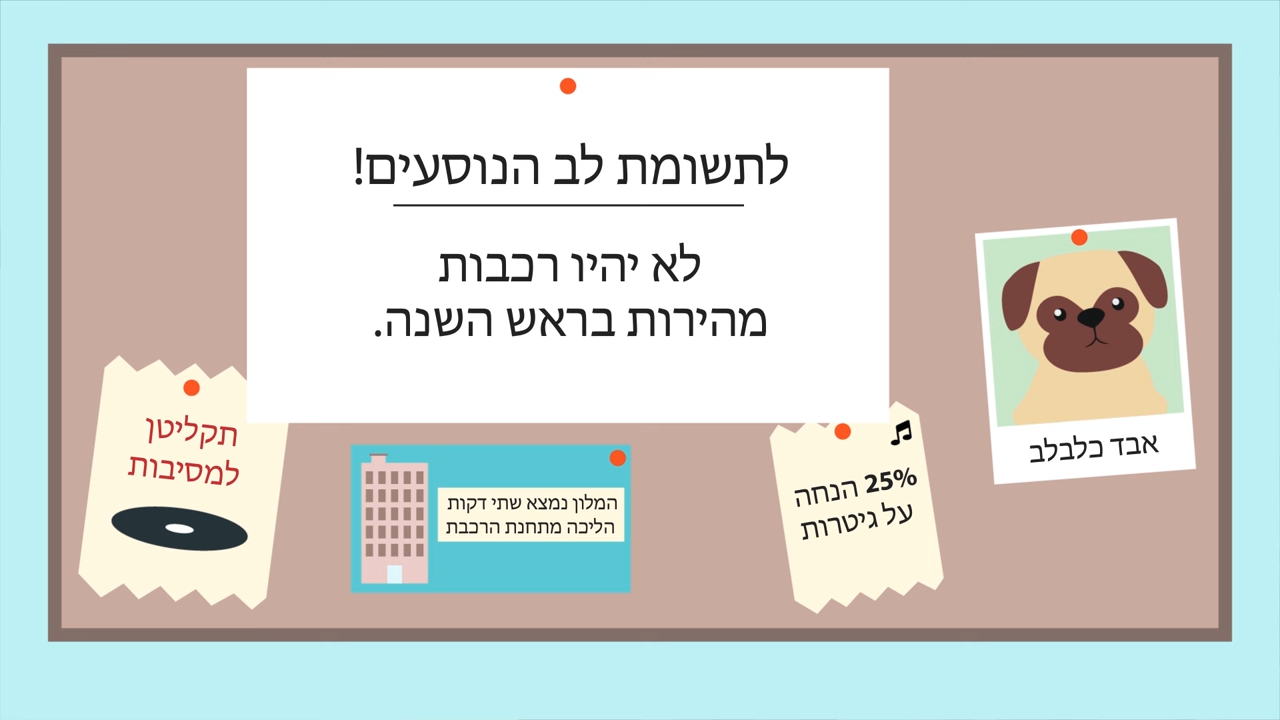 לתשומת לב הנוסעים!
לא יהיו רכבות
מהירות בראש השנה.
אבד כלבלב
25% הנחה
על גיטרות
המלון נמצא שתי דקות
הליכה מתחנת הרכבת
תקליטן
למסיבות